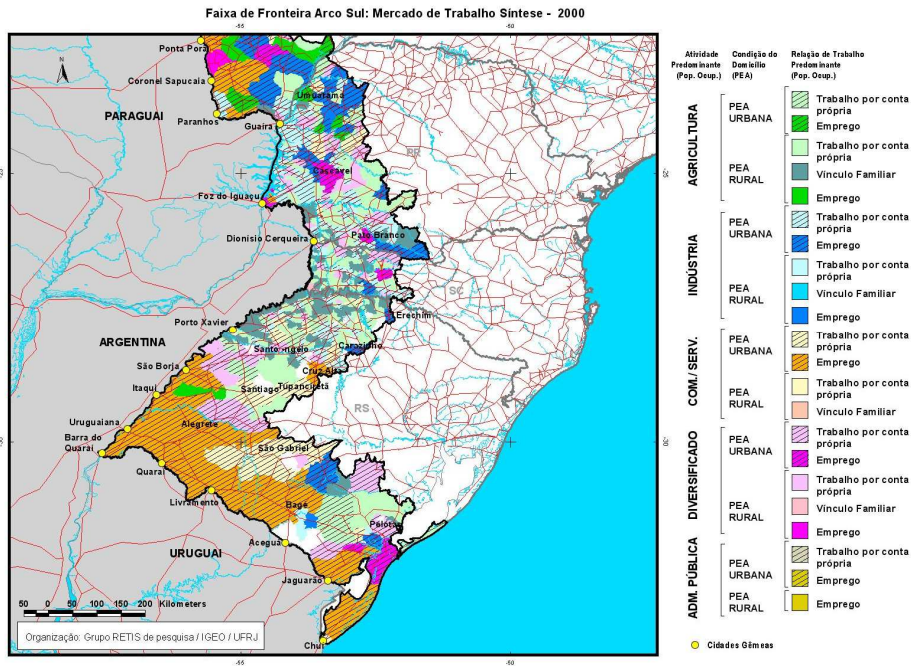 Faixa de Fronteira Arco Sul: Mercado de Trabalho Síntese - 2000
-55
-50
N
Ponta Porã
Coronel Sapucaia
PARAGUAI
Paranhos
Guaíra
Umuarama
PR
Cascavel
-25
Foz do Iguaçu
Dionísio Cerqueira
Pato Branco
SC
Porto Xavier
Erechim
ARGENTINA
Santo Ângelo
Carazinho
São Borja
Cruz Alta
Itaqui
Santiago
Tupanciretã
RS
Uruguaiana
Alegrete
Barra do
Quaraí
São Gabriel
-30
Quaraí
Livramento
Bagé
Pelotas
Aceguá
URUGUAI
Jaguarão
50 0 50 100 150 200 Kilometers
Organização: Grupo RETIS de pesquisa / IGEO / UFRJ
Chuí
-55
-50
Atividade
Predominante
(Pop. Ocup.)
Condição do
Domicílio
(PEA)
Relação de Trabalho
Predominante
(Pop. Ocup.)
AGRICULTURA
PEA
URBANA
Trabalho por conta
própria
Emprego
PEA
RURAL
Trabalho por conta
própria
Vínculo Familiar
Emprego
INDÚSTRIA
PEA
URBANA
Trabalho por conta
própria
Emprego
PEA
RURAL
Trabalho por conta
própria
Vínculo Familiar
Emprego
COM./ SERV.
PEA
URBANA
Trabalho por conta
própria
Emprego
PEA
RURAL
Trabalho por conta
própria
Vínculo Familiar
DIVERSIFICADO
PEA
URBANA
Trabalho por conta
própria
Emprego
PEA
RURAL
Trabalho por conta
própria
Vínculo Familiar
Emprego
ADM. PÚBLICA
PEA
URBANA
Trabalho por conta
própria
Emprego
PEA
RURAL
Emprego
Cidades Gêmeas